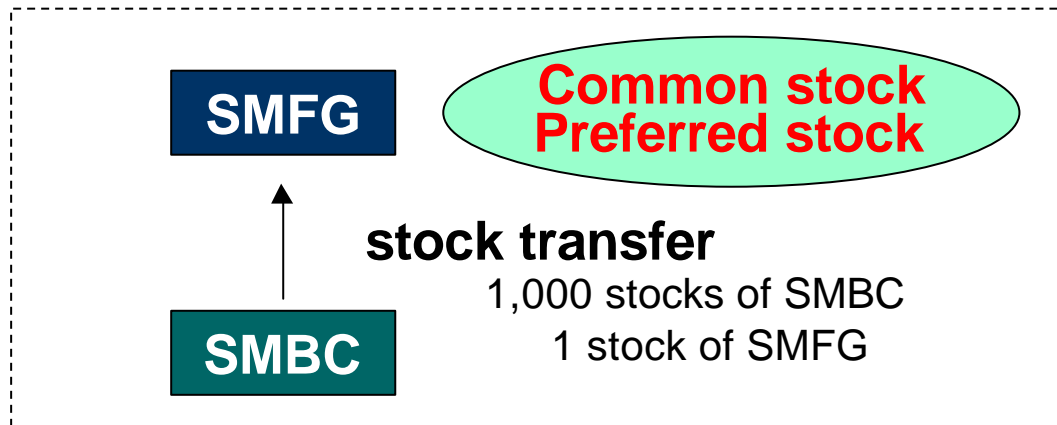 SMFG
Common stock
Preferred stock
stock transfer
1,000 stocks of SMBC
1 stock of SMFG
SMBC